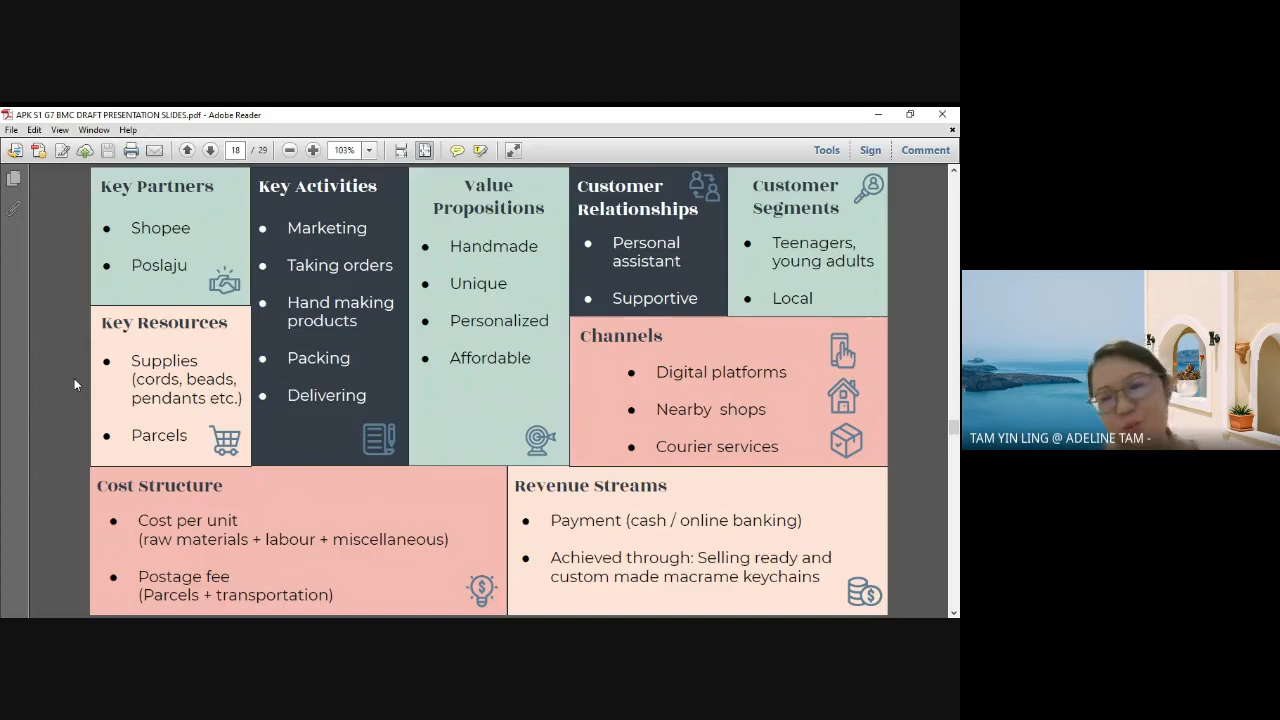 APK S1 G7 BMC DRAFT PRESENTATION SLIDES.pdf - Adobe Reader
File Edit View Window Help
18 / 29 103% Tools Sign Comment
Key Partners
Shopee
Poslaju
Key Resources
Supplies
(cords, beads,
pendants etc.)
Parcels
Key Activities
Marketing
Taking orders
Hand making
products
Packing
Delivering
Value
Propositions
Handmade
Unique
Personalized
Affordable
Customer
Relationships
Personal
assistant
Supportive
Customer
Segments
Teenagers,
young adults
Local
Channels
Digital platforms
Nearby shops
Courier services
Cost Structure
Cost per unit
(raw materials + labour + miscellaneous)
Postage fee
(Parcels + transportation)
Revenue Streams
Payment (cash / online banking)
Achieved through: Selling ready and
custom made macrame keychains
TAM YIN LING @ ADELINE TAM -